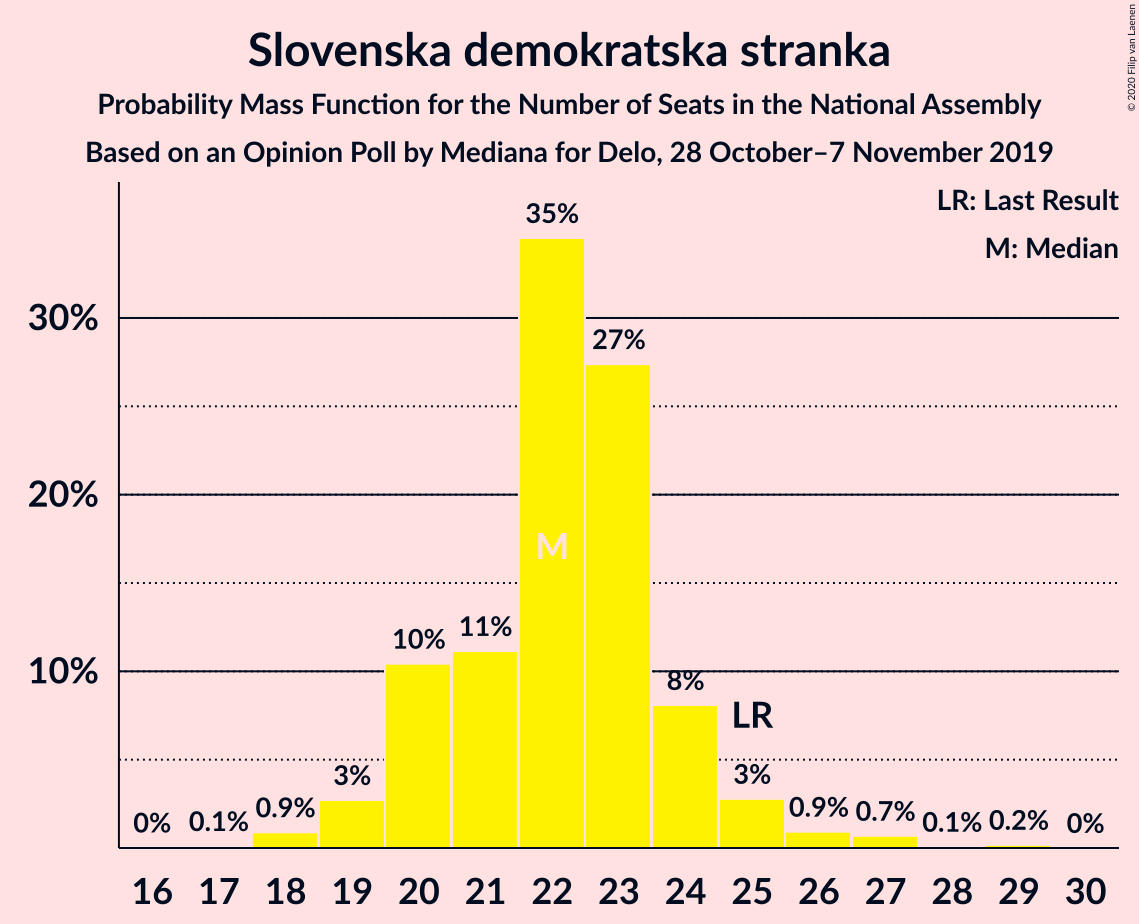 Slovenska demokratska stranka
Probability Mass Function for the Number of Seats in the National Assembly
Based on an Opinion Poll by Mediana for Delo, 28 October–7 November 2019
© 2020 Filip van Laenen
LR: Last Result
M: Median
30%
20%
10%
0%
0.1%
0.9%
3%
10%
11%
35%
27%
8%
3%
0.9%
0.7%
0.1%
0.2%
0%
M
LR
16 17 18 19 20 21 22 23 24 25 26 27 28 29 30